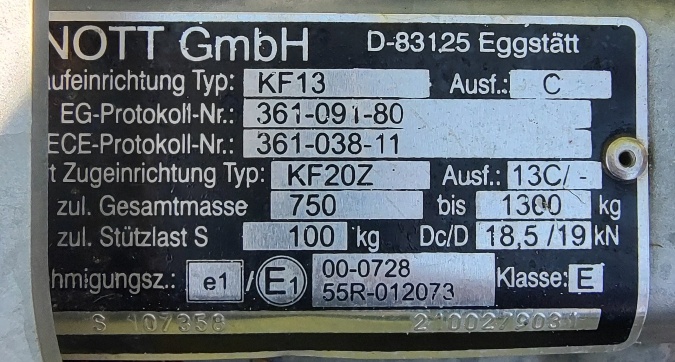 NOTT GmbH D-83125 Eggstätt
aufeinrichtung Typ: KF13 Ausf.: C
EG-Protokoll-Nr.: 361-091-80
ECE-Protokoll-Nr.: 361-038-11
t Zugeinrichtung Typ: KF20Z Ausf.: 13C/-
zul. Gesamtmasse 750 bis 1300 kg
zul. Stützlast S 100 kg Dc/D 18,5/19 kN
hmigungsz.: e1 / E1 00-0728
55R-012073 Klasse: E
S 107358